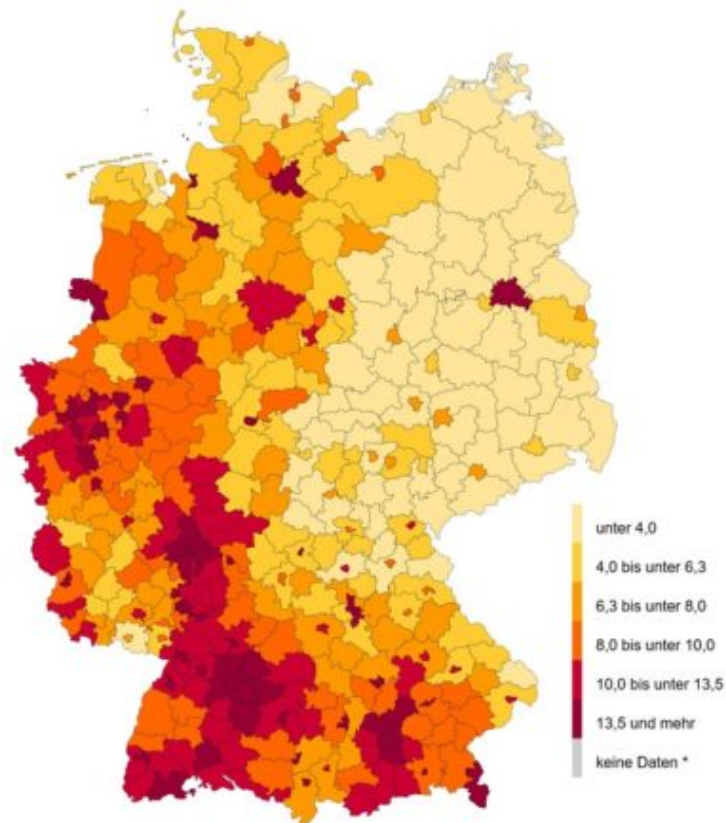 unter 4,0
4,0 bis unter 6,3
6,3 bis unter 8,0
8,0 bis unter 10,0
10,0 bis unter 13,5
13,5 und mehr
keine Daten *